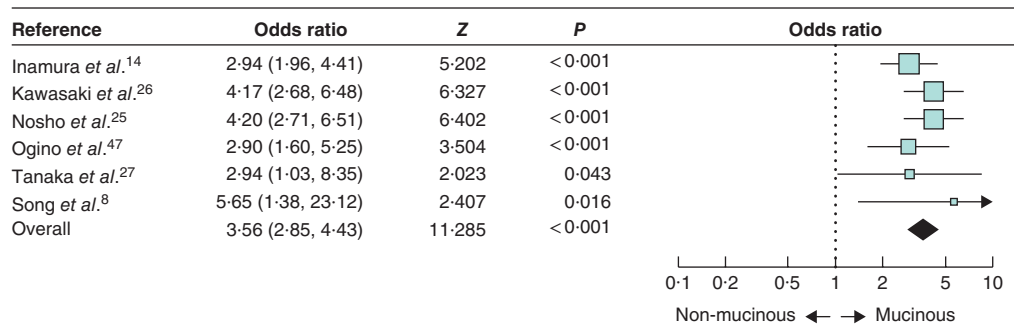 Reference Odds ratio Z P Odds ratio
Inamura et al.14 2·94 (1·96, 4·41) 5·202 <0·001
Kawasaki et al.26 4·17 (2·68, 6·48) 6·327 <0·001
Nosho et al.25 4·20 (2·71, 6·51) 6·402 <0·001
Ogino et al.47 2·90 (1·60, 5·25) 3·504 <0·001
Tanaka et al.27 2·94 (1·03, 8·35) 2·023 0·043
Song et al.8 5·65 (1·38, 23·12) 2·407 0·016
Overall 3·56 (2·85, 4·43) 11·285 <0·001
0·1 0·2 0·5 1 2 5 10
Non-mucinous Mucinous